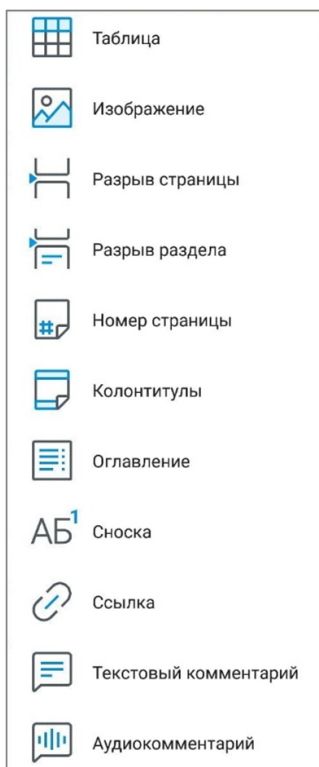 Таблица
Изображение
Разрыв страницы
Разрыв раздела
#
Номер страницы
Колонтитулы
Оглавление
АБ1
Сноска
Ссылка
Текстовый комментарий
Аудиокомментарий